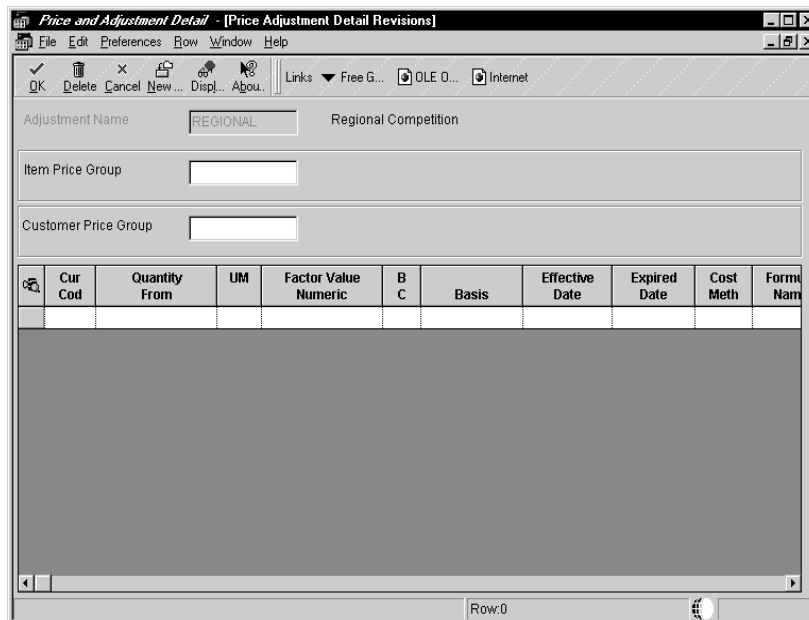 Price and Adjustment Detail - [Price Adjustment Detail Revisions]
File Edit Preferences Row Window Help
OK Delete Cancel New ... Displ... Abou.. Links Free G... OLE O... Internet
Adjustment Name REGIONAL Regional Competition
Item Price Group
Customer Price Group
Cur Cod Quantity From UM Factor Value Numeric B C Basis Effective Date Expired Date Cost Meth Formu Nam
Row:0